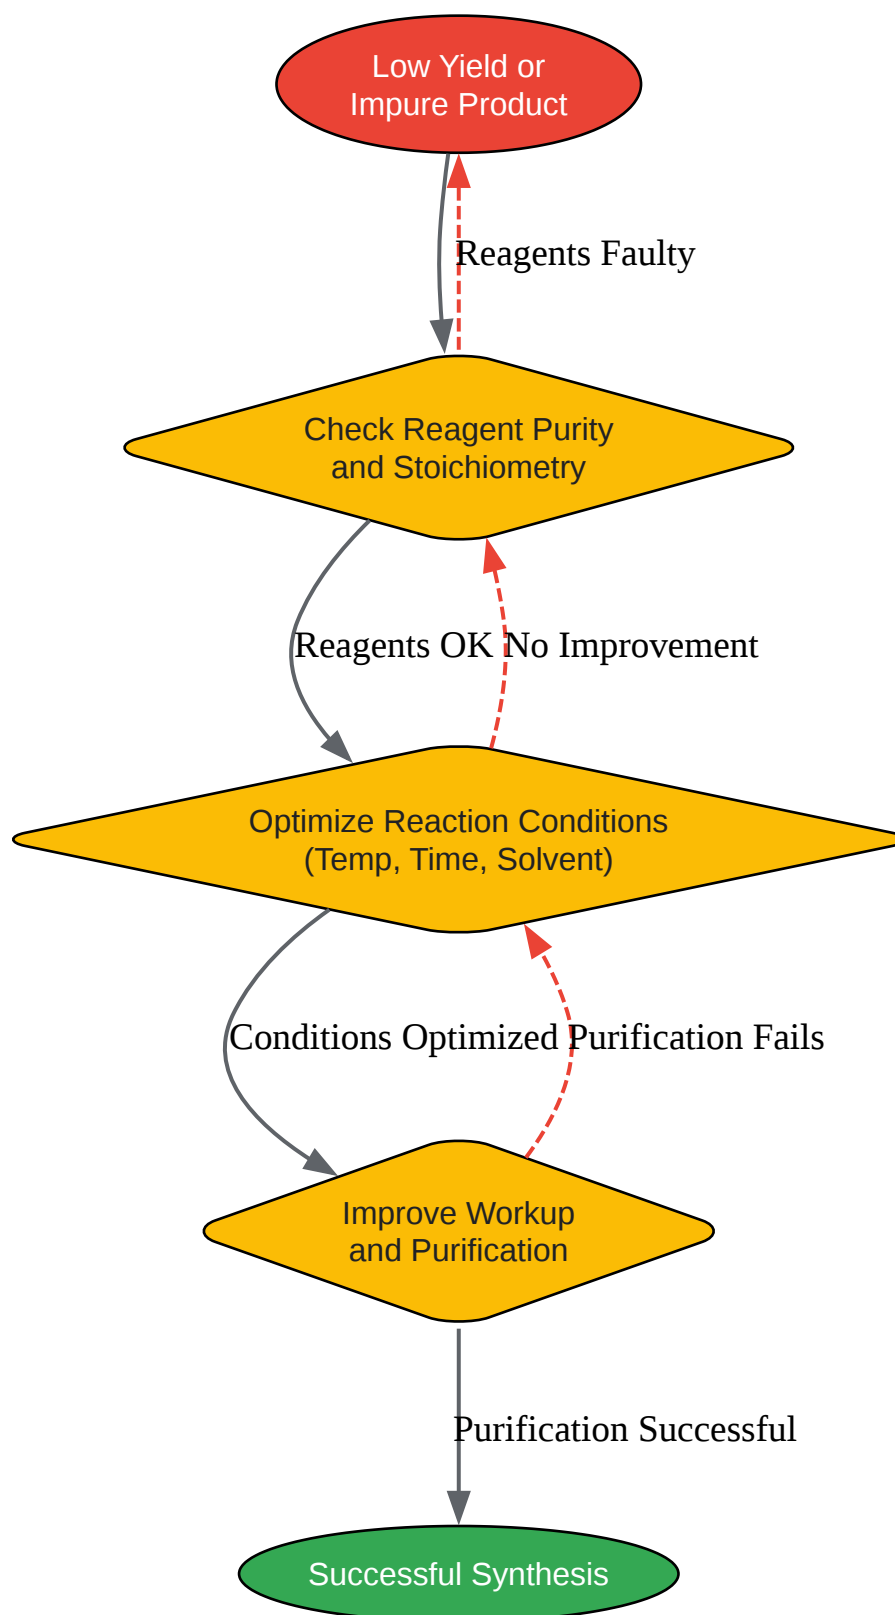 Low Yield or
Impure Product
Reagents Faulty
Check Reagent Purity
and Stoichiometry
Reagents OK
No Improvement
Optimize Reaction Conditions
(Temp, Time, Solvent)
Conditions Optimized
Purification Fails
Improve Workup
and Purification
Purification Successful
Successful Synthesis